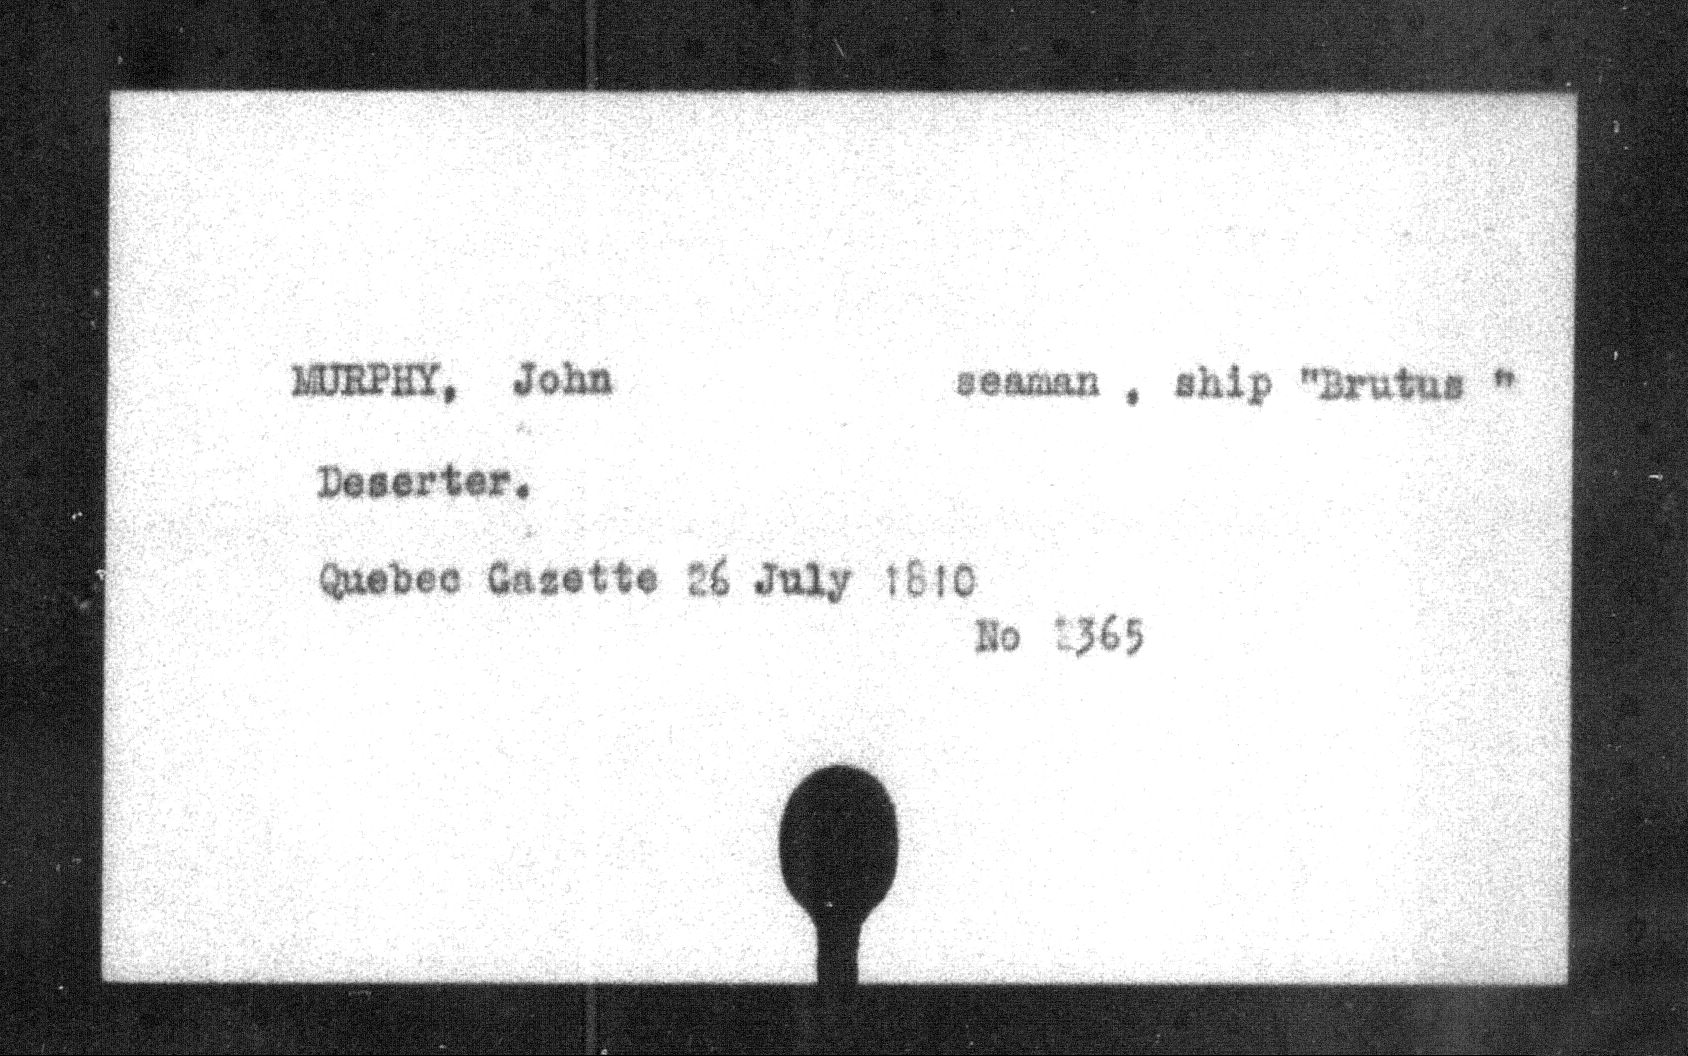 MURPHY, John seaman . ship "Brutus "
Deserter.
Quebec Gazette 26 July 1810
No 2365